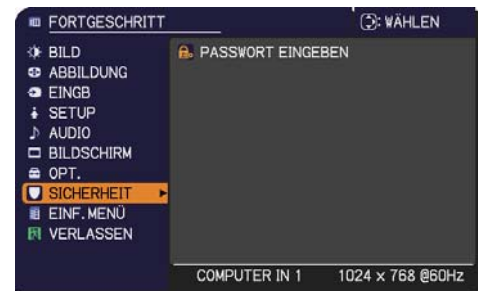 FORTGESCHRITT : WÄHLEN
BILD
ABBILDUNG
EINGB
SETUP
AUDIO
BILDSCHIRM
OPT.
SICHERHEIT
EINF.MENÜ
VERLASSEN
PASSWORT EINGEBEN
COMPUTER IN 1 1024 x 768 @60Hz